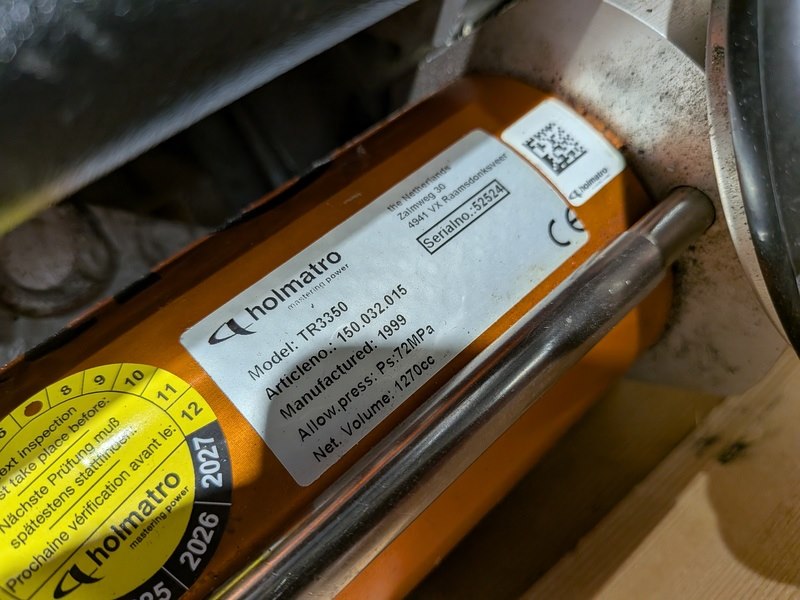 holmatro
mastering power
the Netherlands
Zalmweg 30
4941 VX Raamsdonksveer
Serialno.:52524
CE
Model: TR3350
Articleno.: 150.032.015
Manufactured: 1999
Allow.press: Ps:72MPa
Net. Volume: 1270cc
holmatro
8 9 10 11 12
2027
2026
inspection
take place before:
Nächste Prüfung muß
spätestens stattfinden:
Prochaine vérification avant le:
holmatro
mastering power